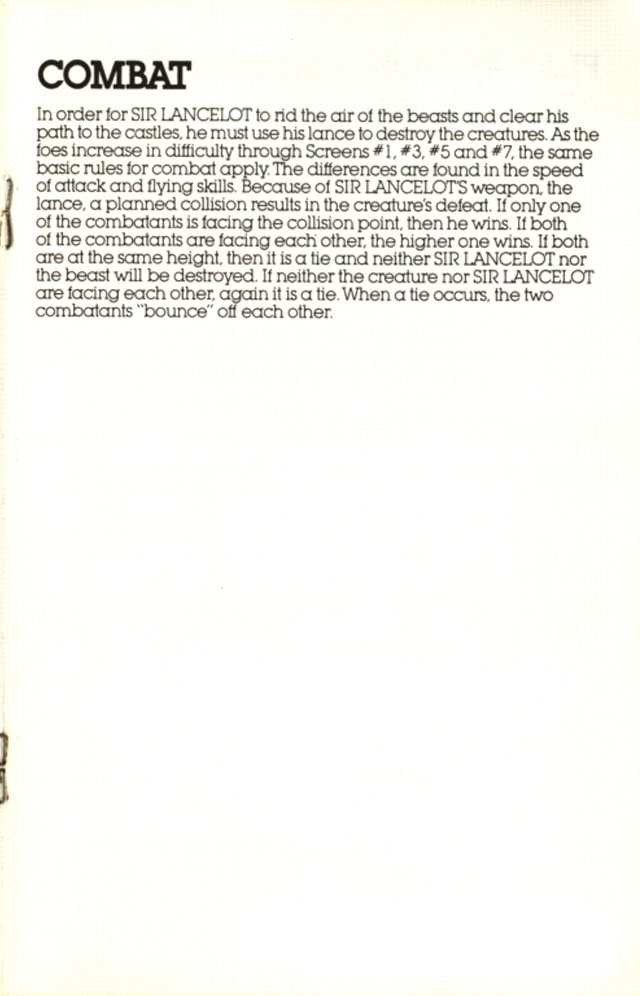 COMBAT
In order for SIR LANCELOT to rid the air of the beasts and clear his
path to the castles, he must use his lance to destroy the creatures. As the
foes increase in difficulty through Screens #1, #3, #5 and #7, the same
basic rules for combat apply. The differences are found in the speed
of attack and flying skills. Because of SIR LANCELOT'S weapon, the
lance, a planned collision results in the creature's defeat. If only one
of the combatants is facing the collision point, then he wins. If both
of the combatants are facing each other, the higher one wins. If both
are at the same height, then it is a tie and neither SIR LANCELOT nor
the beast will be destroyed. If neither the creature nor SIR LANCELOT
are facing each other, again it is a tie. When a tie occurs, the two
combatants "bounce" off each other.